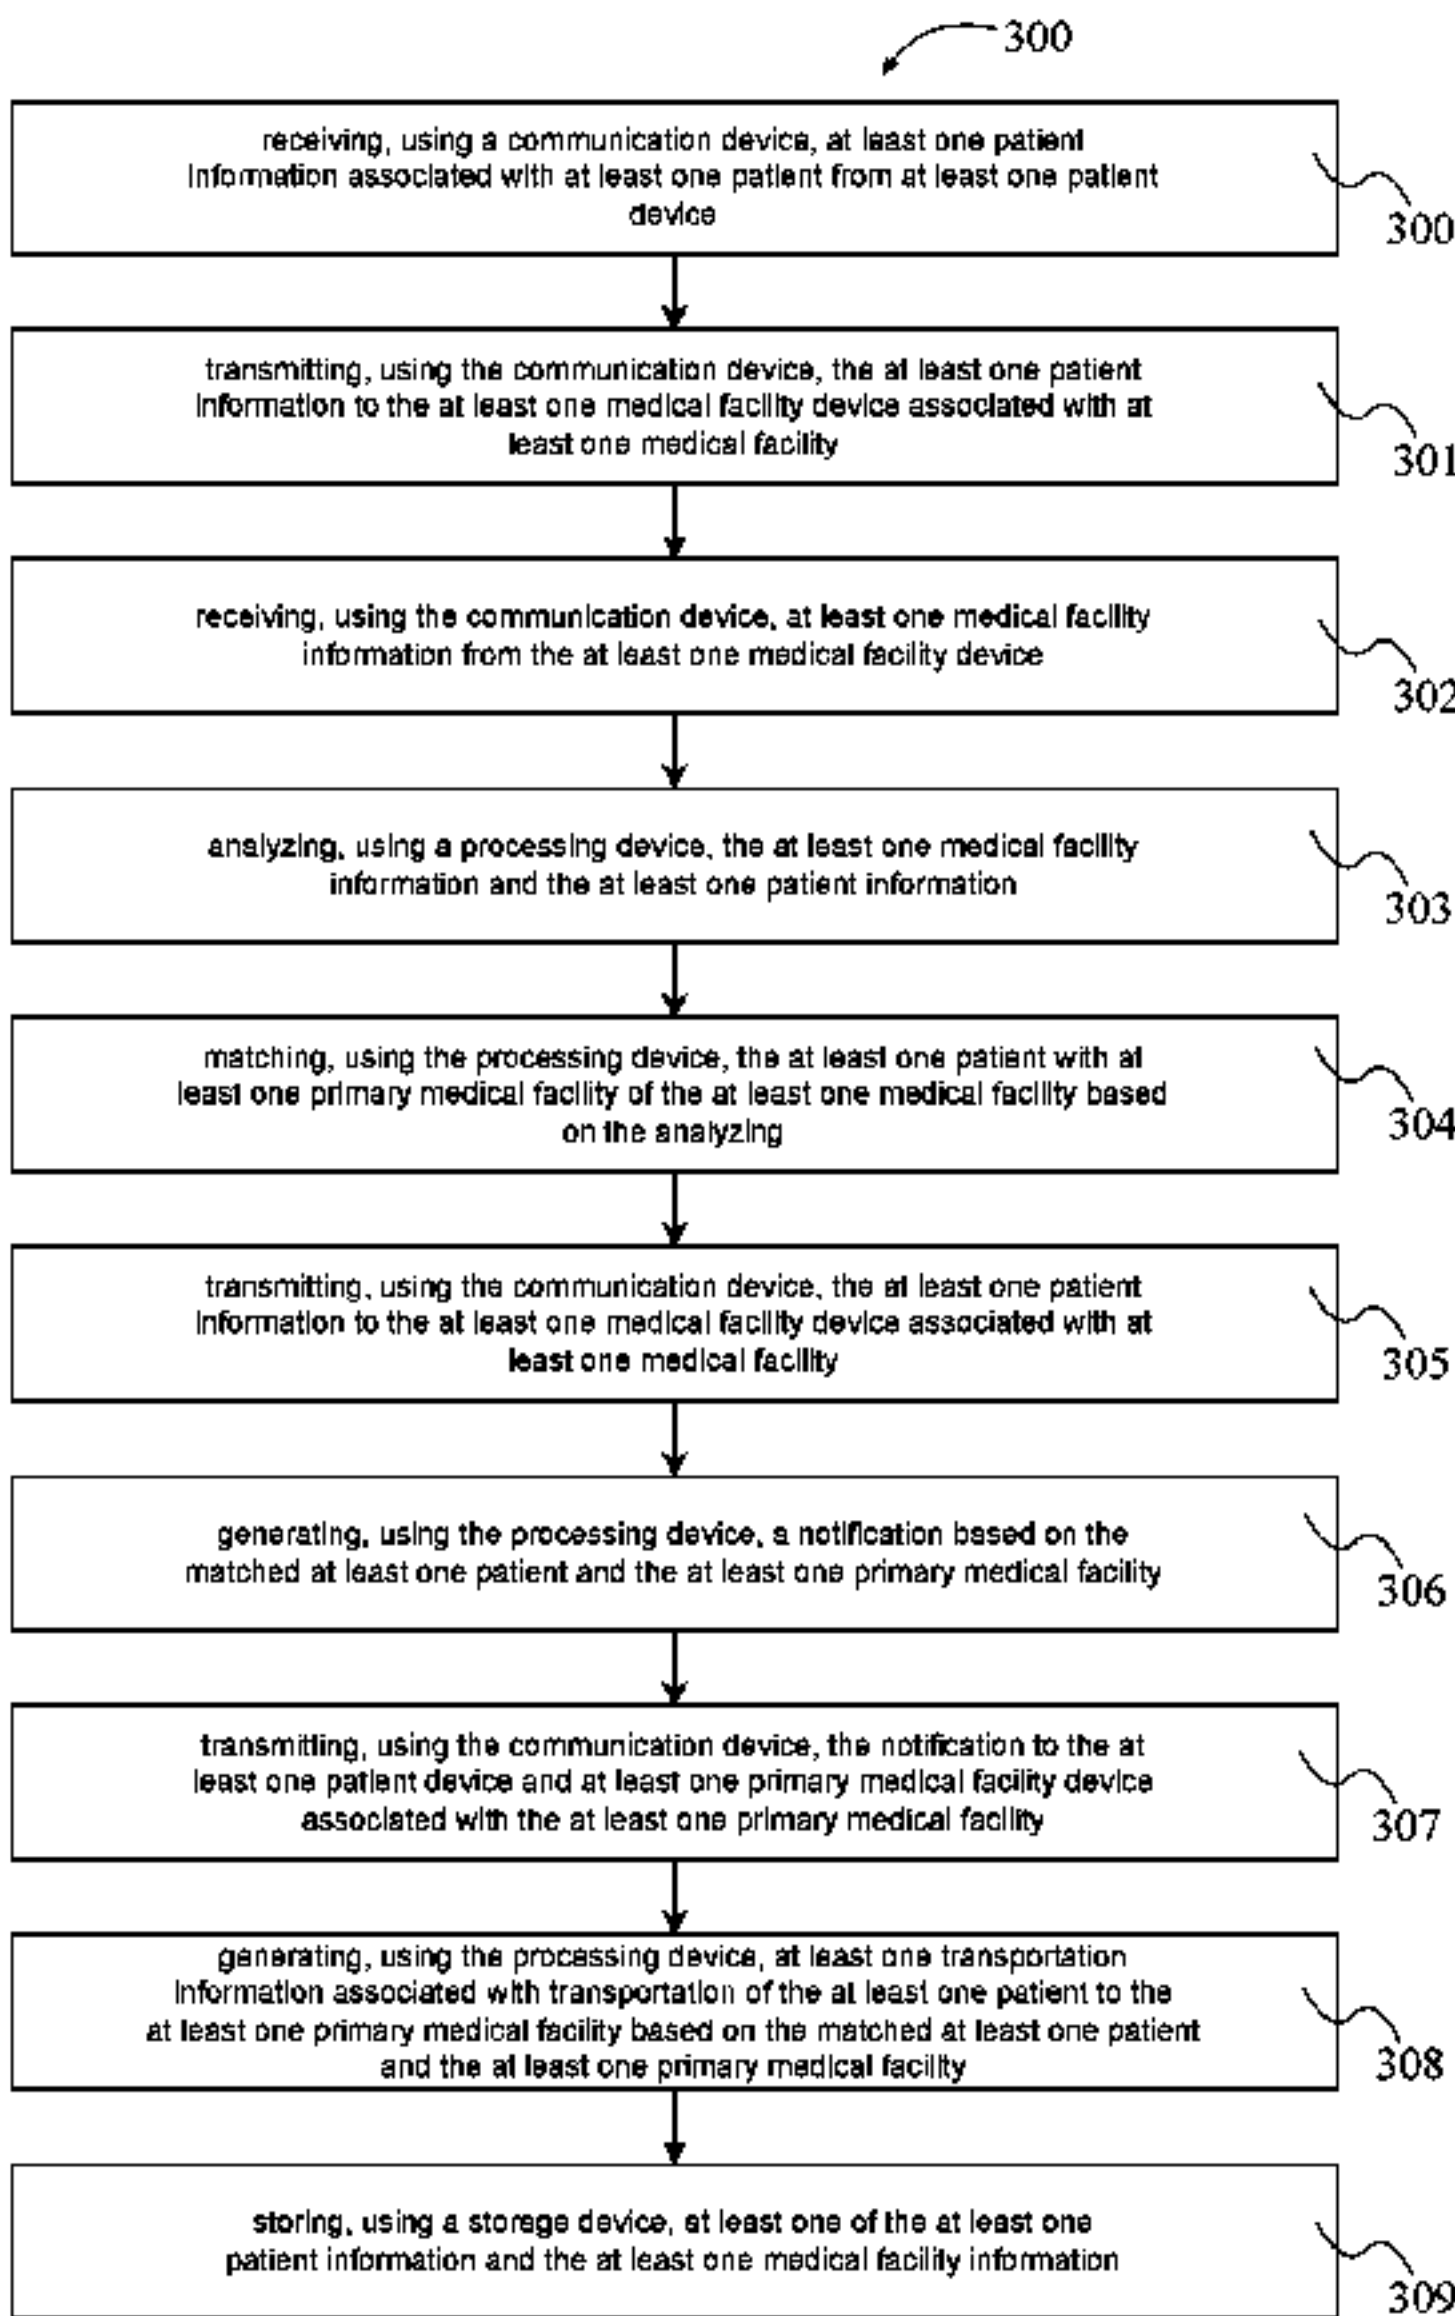 300
receiving, using a communication device, at least one patient
information associated with at least one patient from at least one patient
device
300
transmitting, using the communication device, the at least one patient
information to the at least one medical facility device associated with at
least one medical facility
301
receiving, using the communication device, at least one medical facility
information from the at least one medical facility device
302
analyzing, using a processing device, the at least one medical facility
information and the at least one patient information
303
matching, using the processing device, the at least one patient with at
least one primary medical facility of the at least one medical facility based
on the analyzing
304
transmitting, using the communication device, the at least one patient
information to the at least one medical facility device associated with at
least one medical facility
305
generating, using the processing device, a notification based on the
matched at least one patient and the at least one primary medical facility
306
transmitting, using the communication device, the notification to the at
least one patient device and at least one primary medical facility device
associated with the at least one primary medical facility
307
generating, using the processing device, at least one transportation
information associated with transportation of the at least one patient to the
at least one primary medical facility based on the matched at least one patient
and the at least one primary medical facility
308
storing, using a storage device, at least one of the at least one
patient information and the at least one medical facility information
309